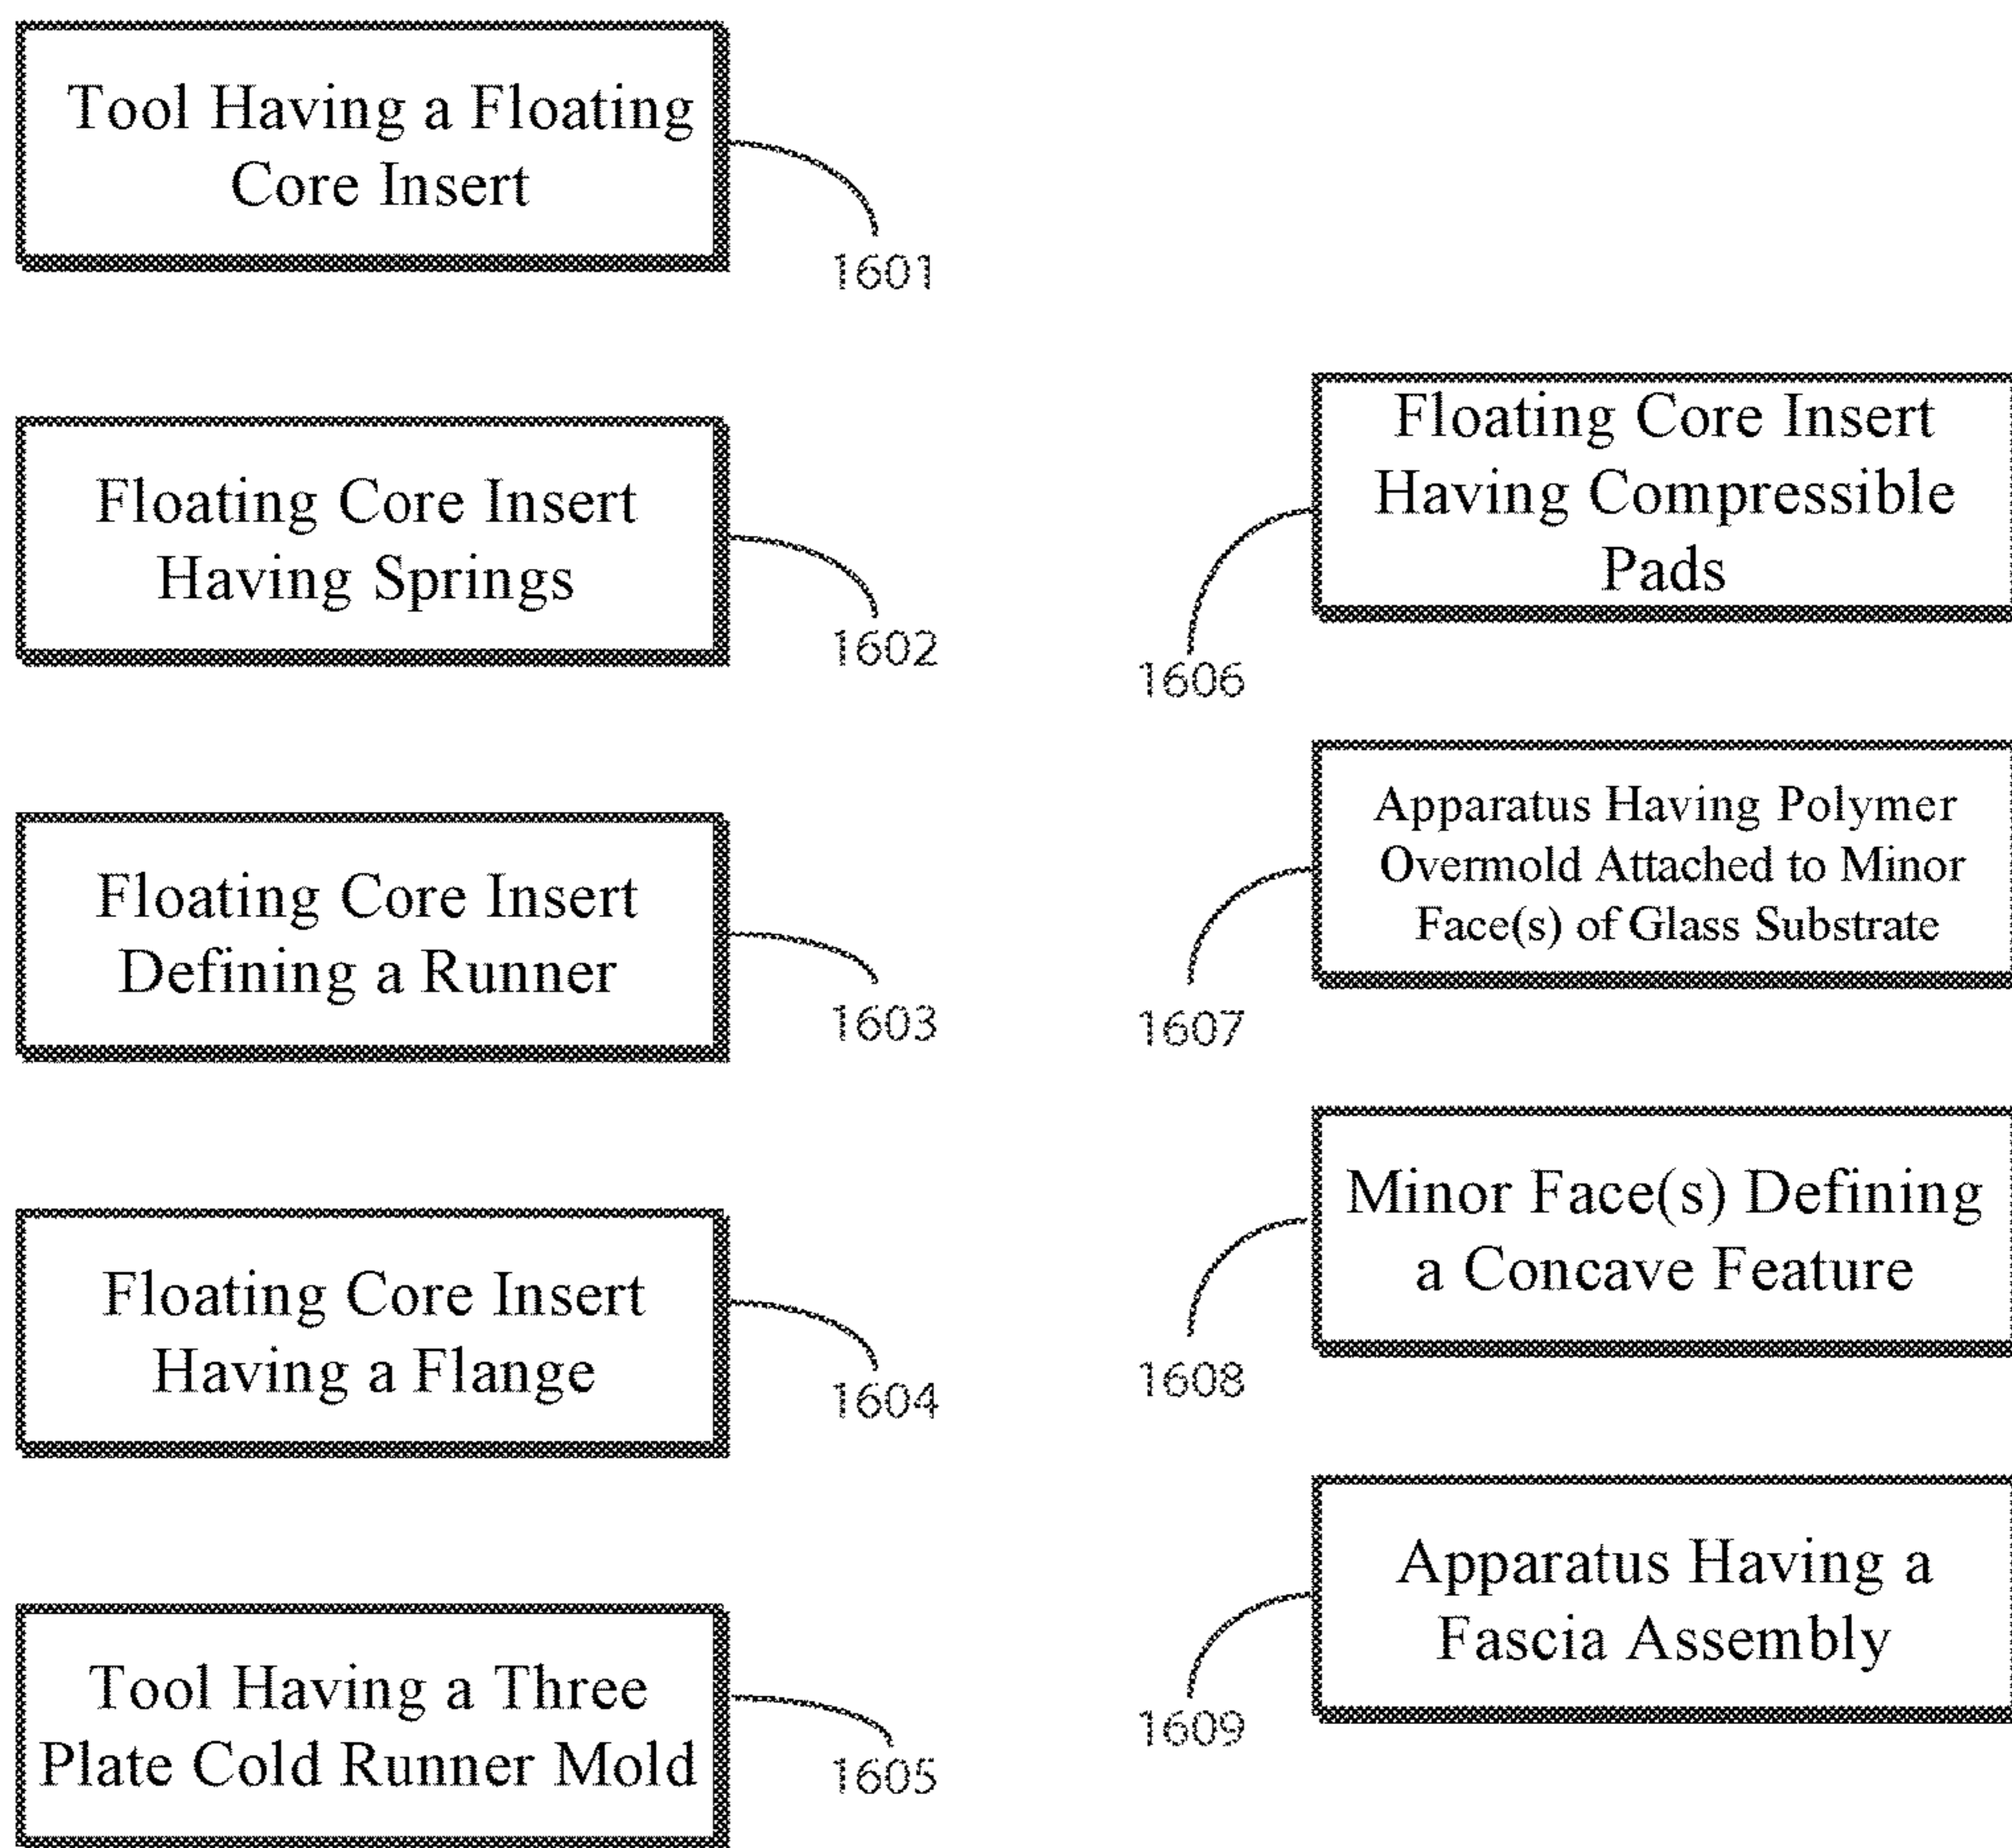 Tool Having a Floating
Core Insert
1601
Floating Core Insert
Having Springs
1602
Floating Core Insert
Defining a Runner
1603
Floating Core Insert
Having a Flange
1604
Tool Having a Three
Plate Cold Runner Mold
1605
Floating Core Insert
Having Compressible
Pads
1606
Apparatus Having Polymer
Overmold Attached to Minor
Face(s) of Glass Substrate
1607
Minor Face(s) Defining
a Concave Feature
1608
Apparatus Having a
Fascia Assembly
1609